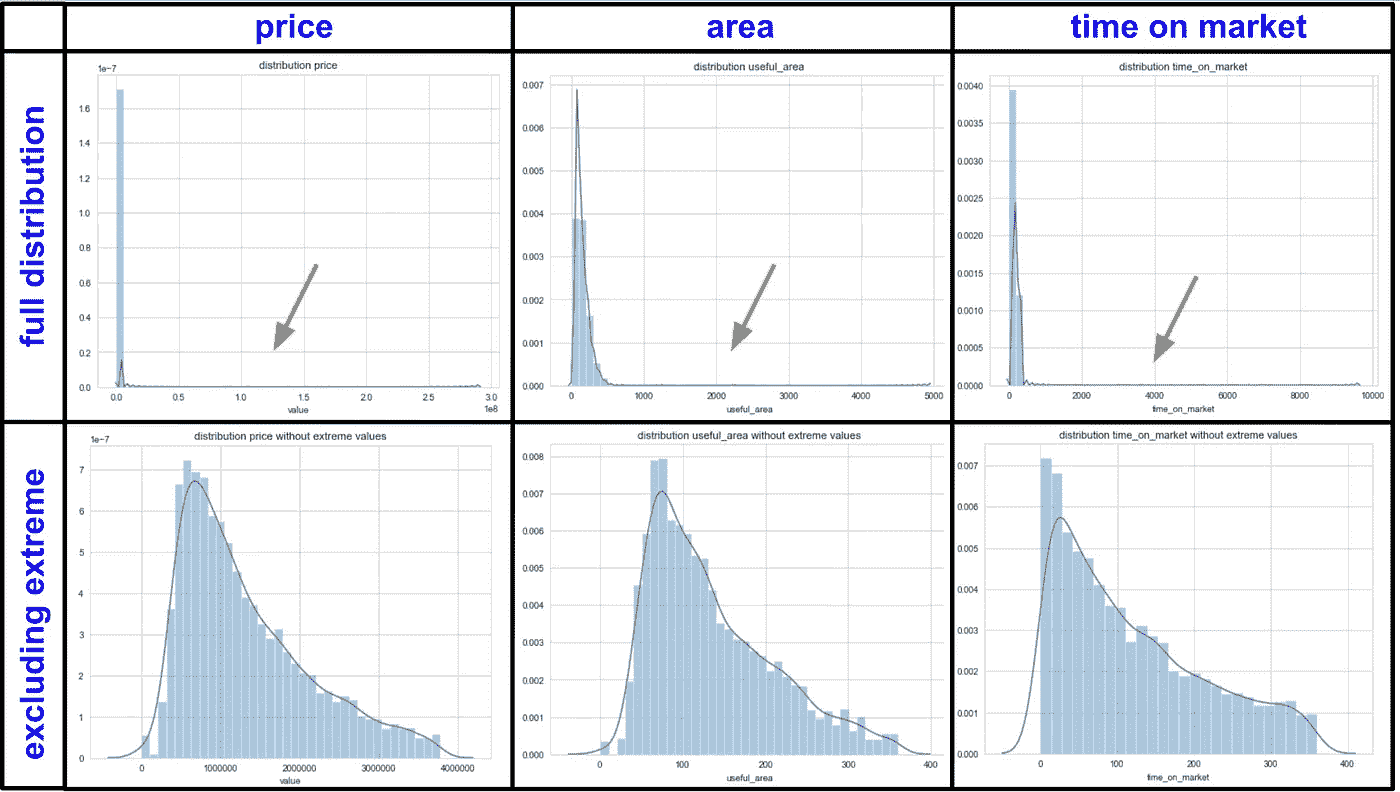 price
area
time on market
full distribution
distribution price
1e−7
1.6
1.4
1.2
1.0
0.8
0.6
0.4
0.2
0.0
0.0 0.5 1.0 1.5 2.0 2.5 3.0
1e8
value
distribution useful_area
0.007
0.006
0.005
0.004
0.003
0.002
0.001
0.000
0 1000 2000 3000 4000 5000
useful_area
distribution time_on_market
0.0040
0.0035
0.0030
0.0025
0.0020
0.0015
0.0010
0.0005
0.0000
0 2000 4000 6000 8000 10000
time_on_market
excluding extreme
distribution price without extreme values
1e−7
7
6
5
4
3
2
1
0
0 1000000 2000000 3000000 4000000
value
distribution useful_area without extreme values
0.008
0.007
0.006
0.005
0.004
0.003
0.002
0.001
0.000
0 100 200 300 400
useful_area
distribution time_on_market without extreme values
0.007
0.006
0.005
0.004
0.003
0.002
0.001
0.000
0 100 200 300 400
time_on_market